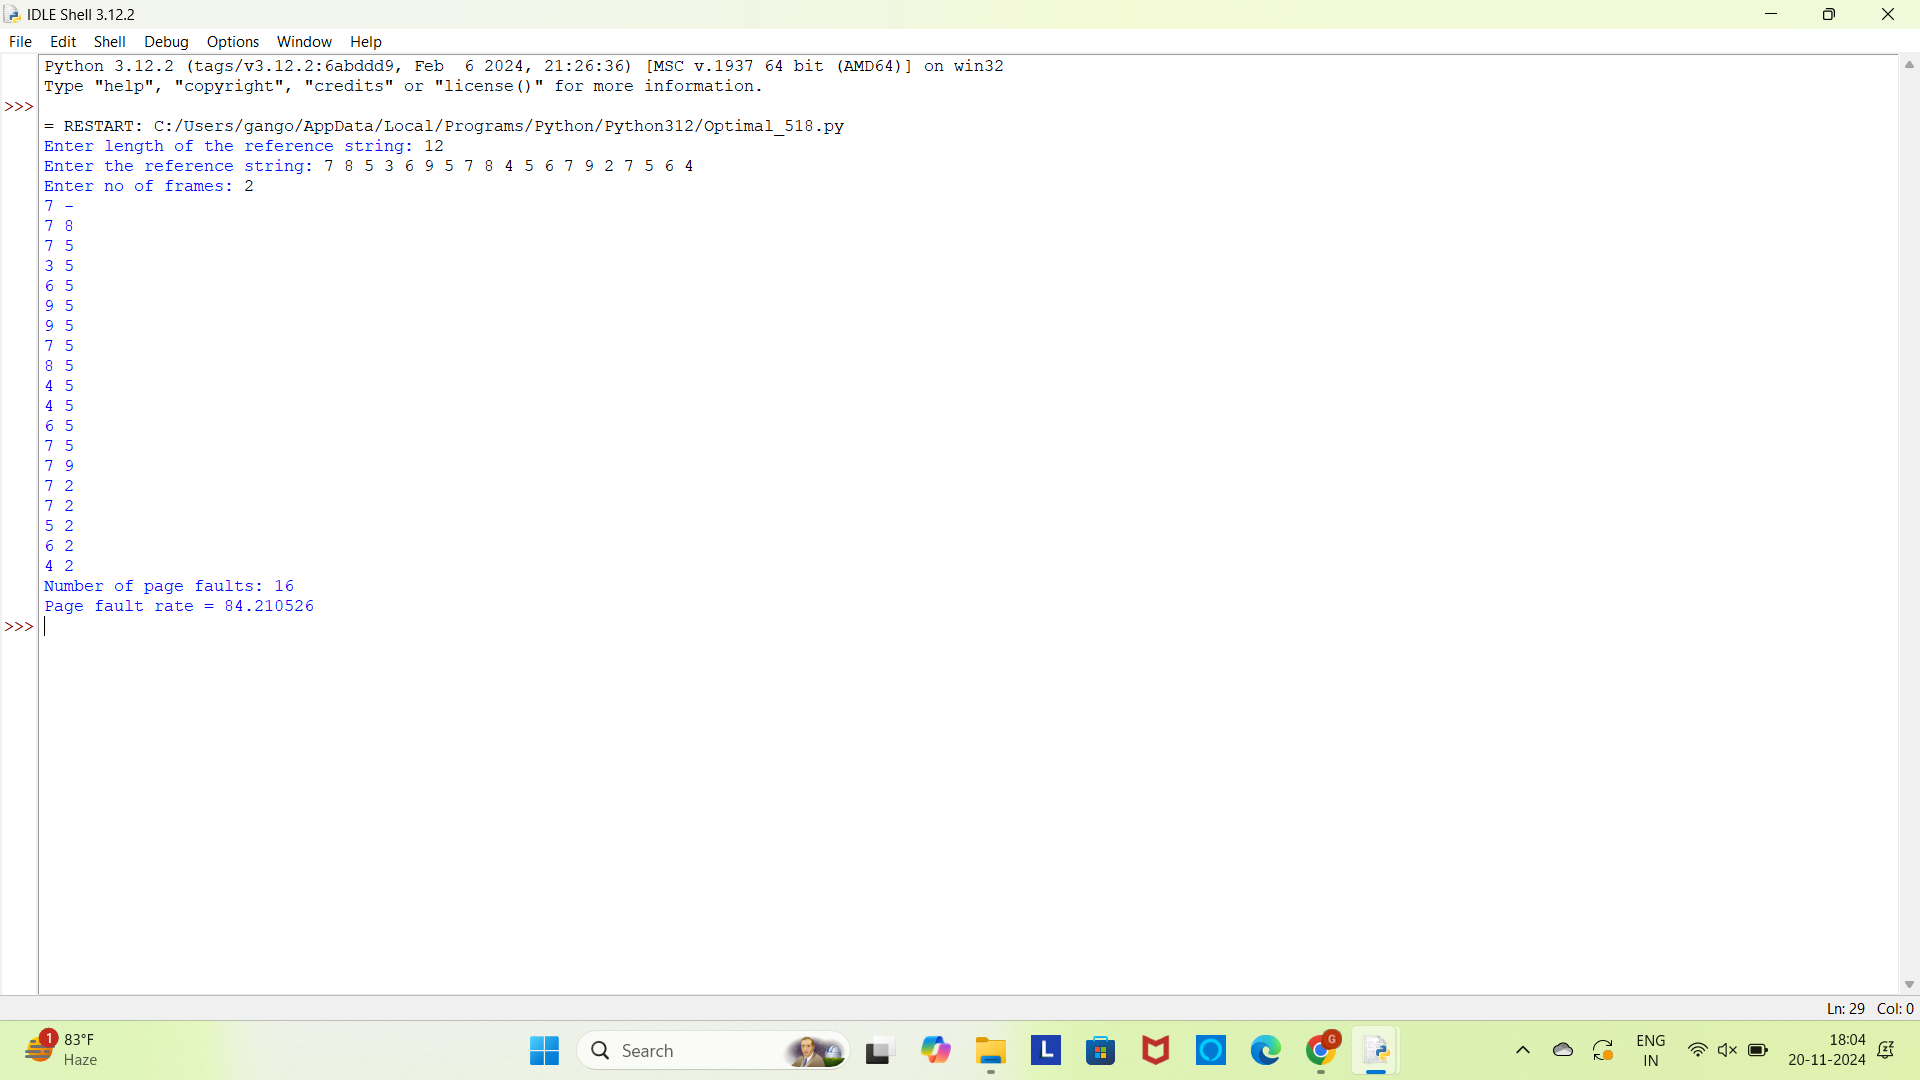 IDLE Shell 3.12.2
File Edit Shell Debug Options Window Help
Python 3.12.2 (tags/v3.12.2:6abddd9, Feb  6 2024, 21:26:36) [MSC v.1937 64 bit (AMD64)] on win32
Type "help", "copyright", "credits" or "license()" for more information.
>>>
= RESTART: C:/Users/gango/AppData/Local/Programs/Python/Python312/Optimal_518.py
Enter length of the reference string: 12
Enter the reference string: 7 8 5 3 6 9 5 7 8 4 5 6 7 9 2 7 5 6 4
Enter no of frames: 2
7 -
7 8
7 5
3 5
6 5
9 5
9 5
7 5
8 5
4 5
4 5
6 5
7 5
7 9
7 2
7 2
5 2
6 2
4 2
Number of page faults: 16
Page fault rate = 84.210526
>>>
Ln: 29 Col: 0
1
83°F
Haze
Search
L
G
ENG
IN
18:04
20-11-2024